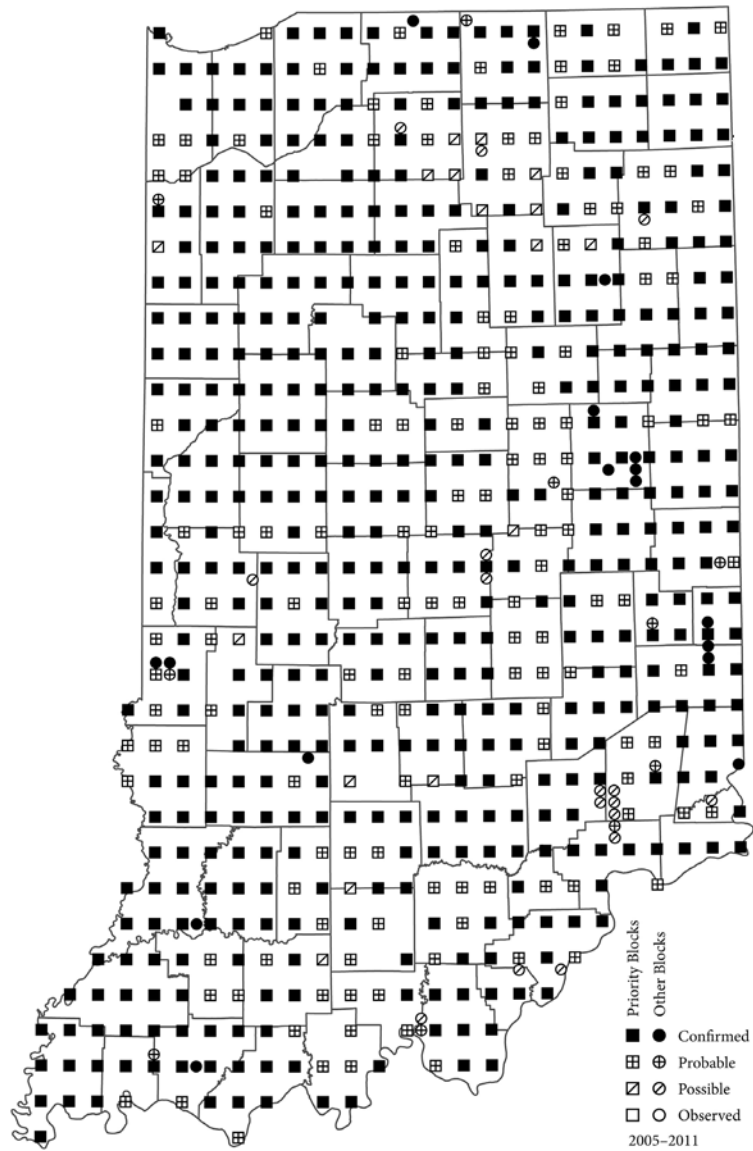 Priority Blocks
Other Blocks
Confirmed
Probable
Possible
Observed
2005–2011